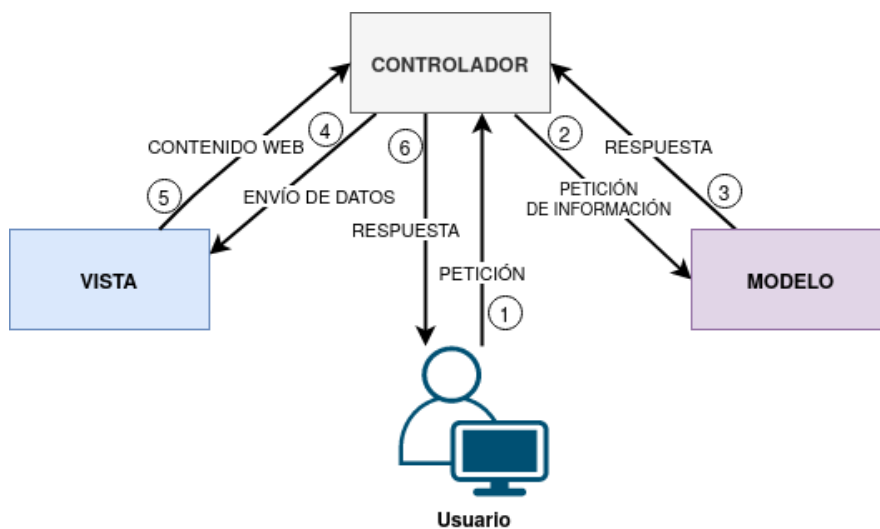 CONTROLADOR
4
6
2
CONTENIDO WEB
RESPUESTA
5
ENVÍO DE DATOS
PETICIÓN
DE INFORMACIÓN
3
RESPUESTA
VISTA
PETICIÓN
MODELO
1
Usuario